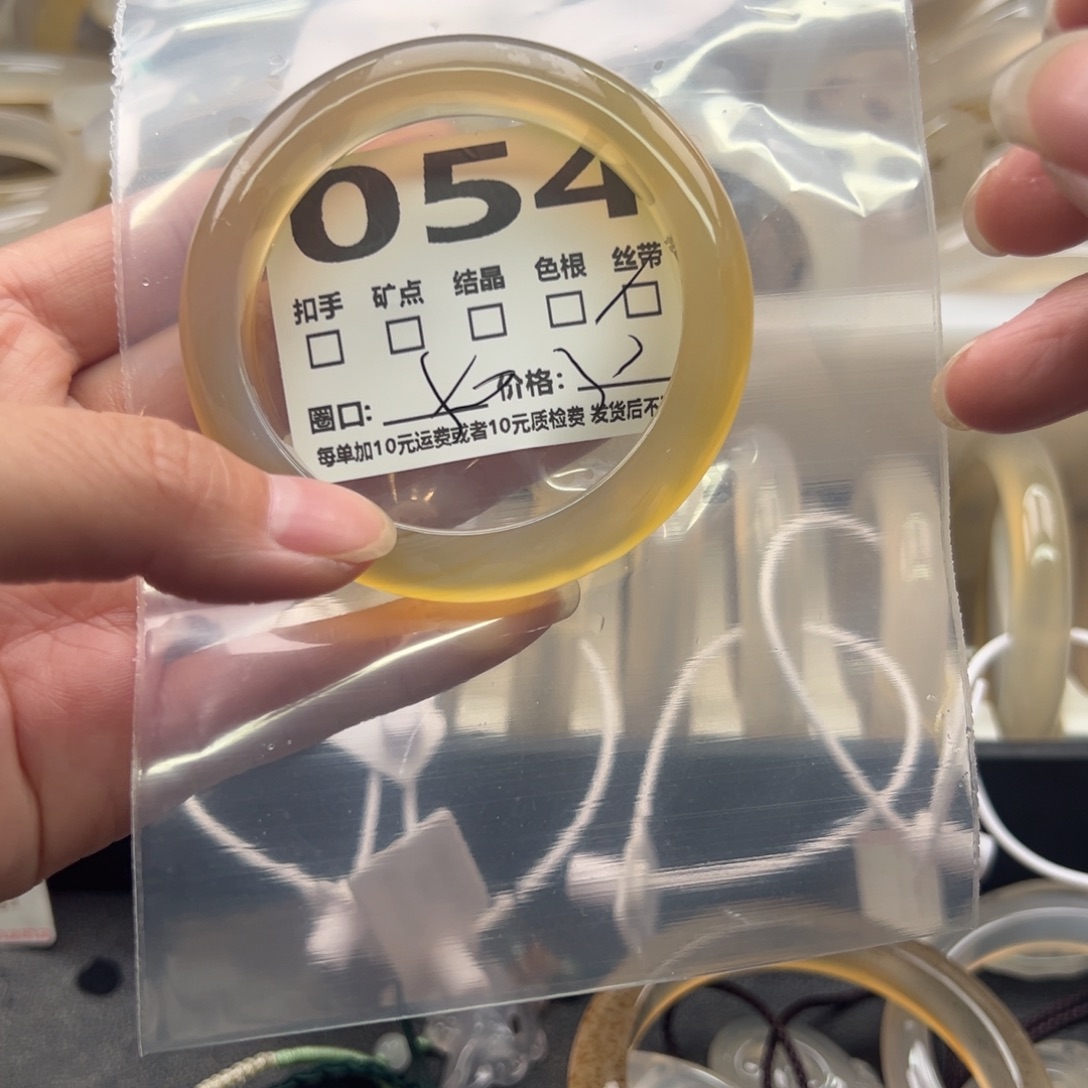 054
扣手 矿点 结晶 色根 丝带
圈口: 价格:
每单加10元运费或者10元质检费 发货后不